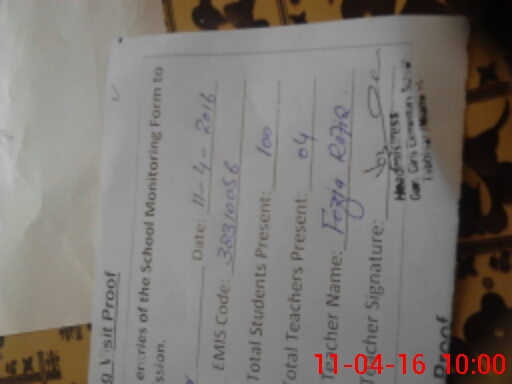 g Visit Proof
entries of the School Monitoring Form to
ssion.
Date: 11-4-2016
EMIS Code: 38310056
Total Students Present: 100
Total Teachers Present: 04
Teacher Name: Fozia Rafiq
Teacher Signature:
Headmistress
Proof
11-04-16 10:00